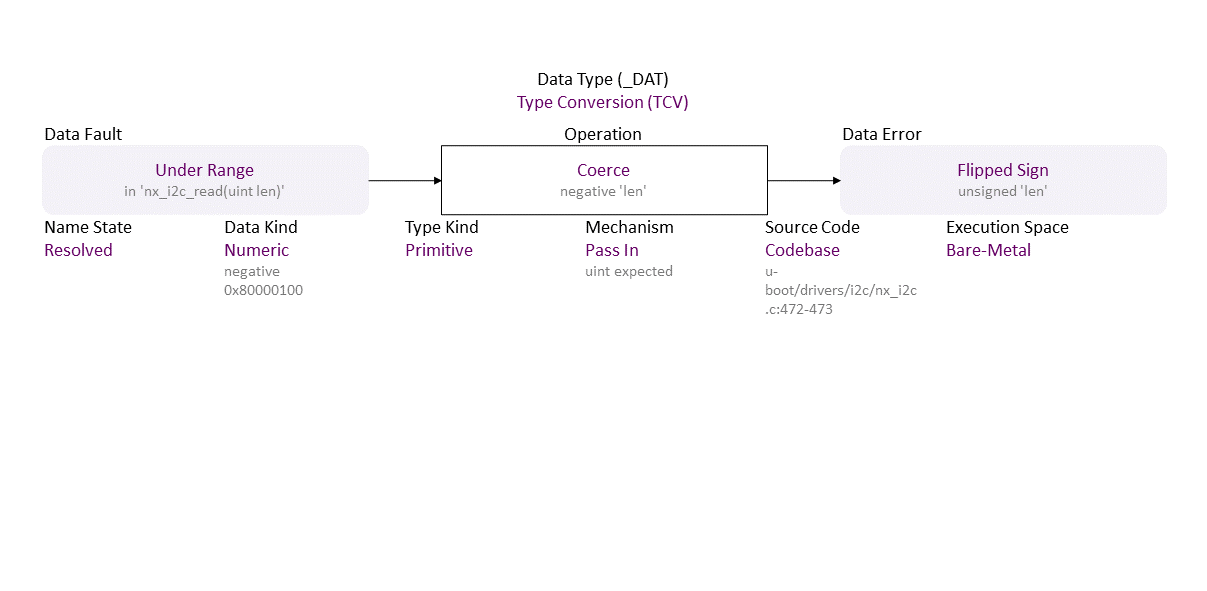 Data Type (_DAT)
Type Conversion (TCV)
Data Fault
Operation
Data Error
Under Range
in 'nx_i2c_read(uint len)'
Coerce
negative 'len'
Flipped Sign
unsigned 'len'
Name State
Resolved
Data Kind
Numeric
negative
0x80000100
Type Kind
Primitive
Mechanism
Pass In
uint expected
Source Code
Codebase
u-
boot/drivers/i2c/nx_i2c
.c:472-473
Execution Space
Bare-Metal